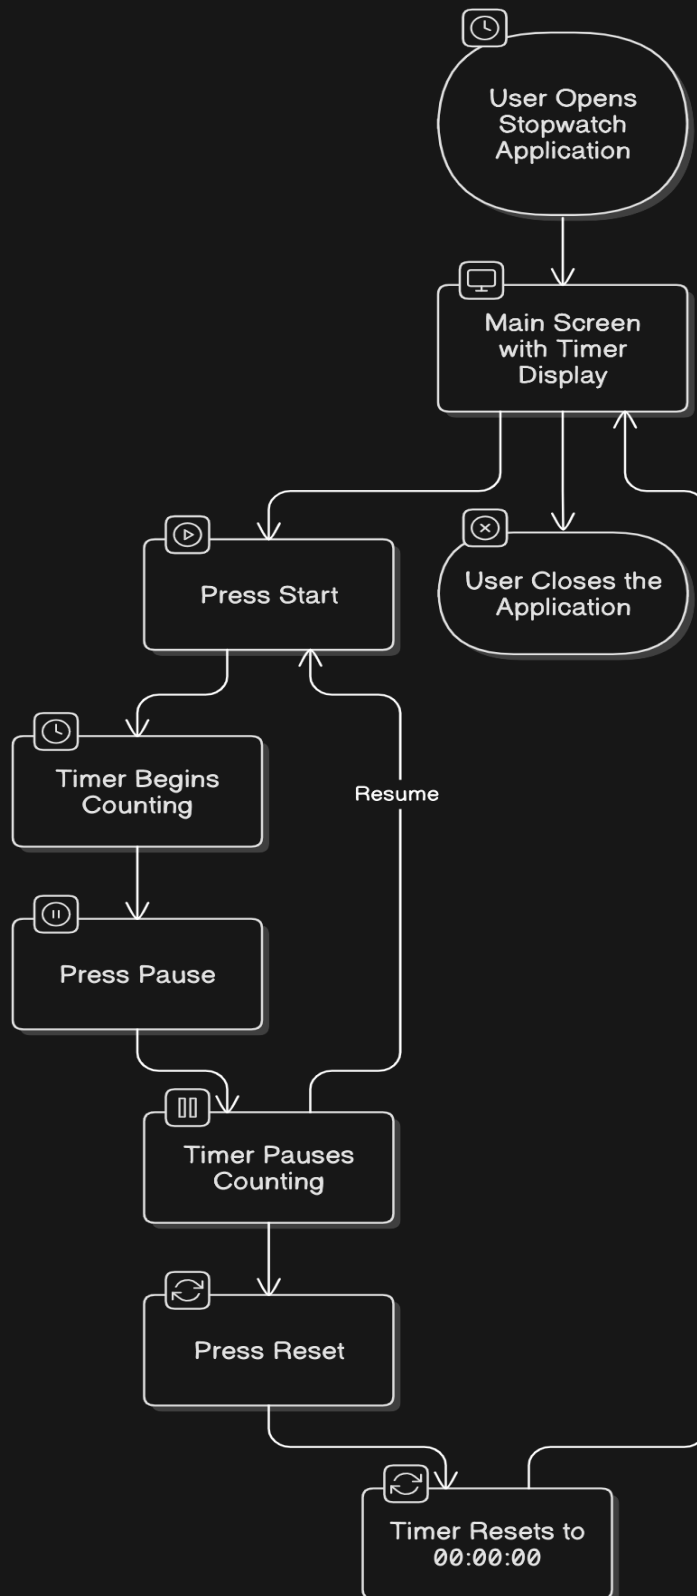 User Opens
Stopwatch
Application
Main Screen
with Timer
Display
Press Start
User Closes the
Application
Timer Begins
Counting
Resume
Press Pause
Timer Pauses
Counting
Press Reset
Timer Resets to
00:00:00